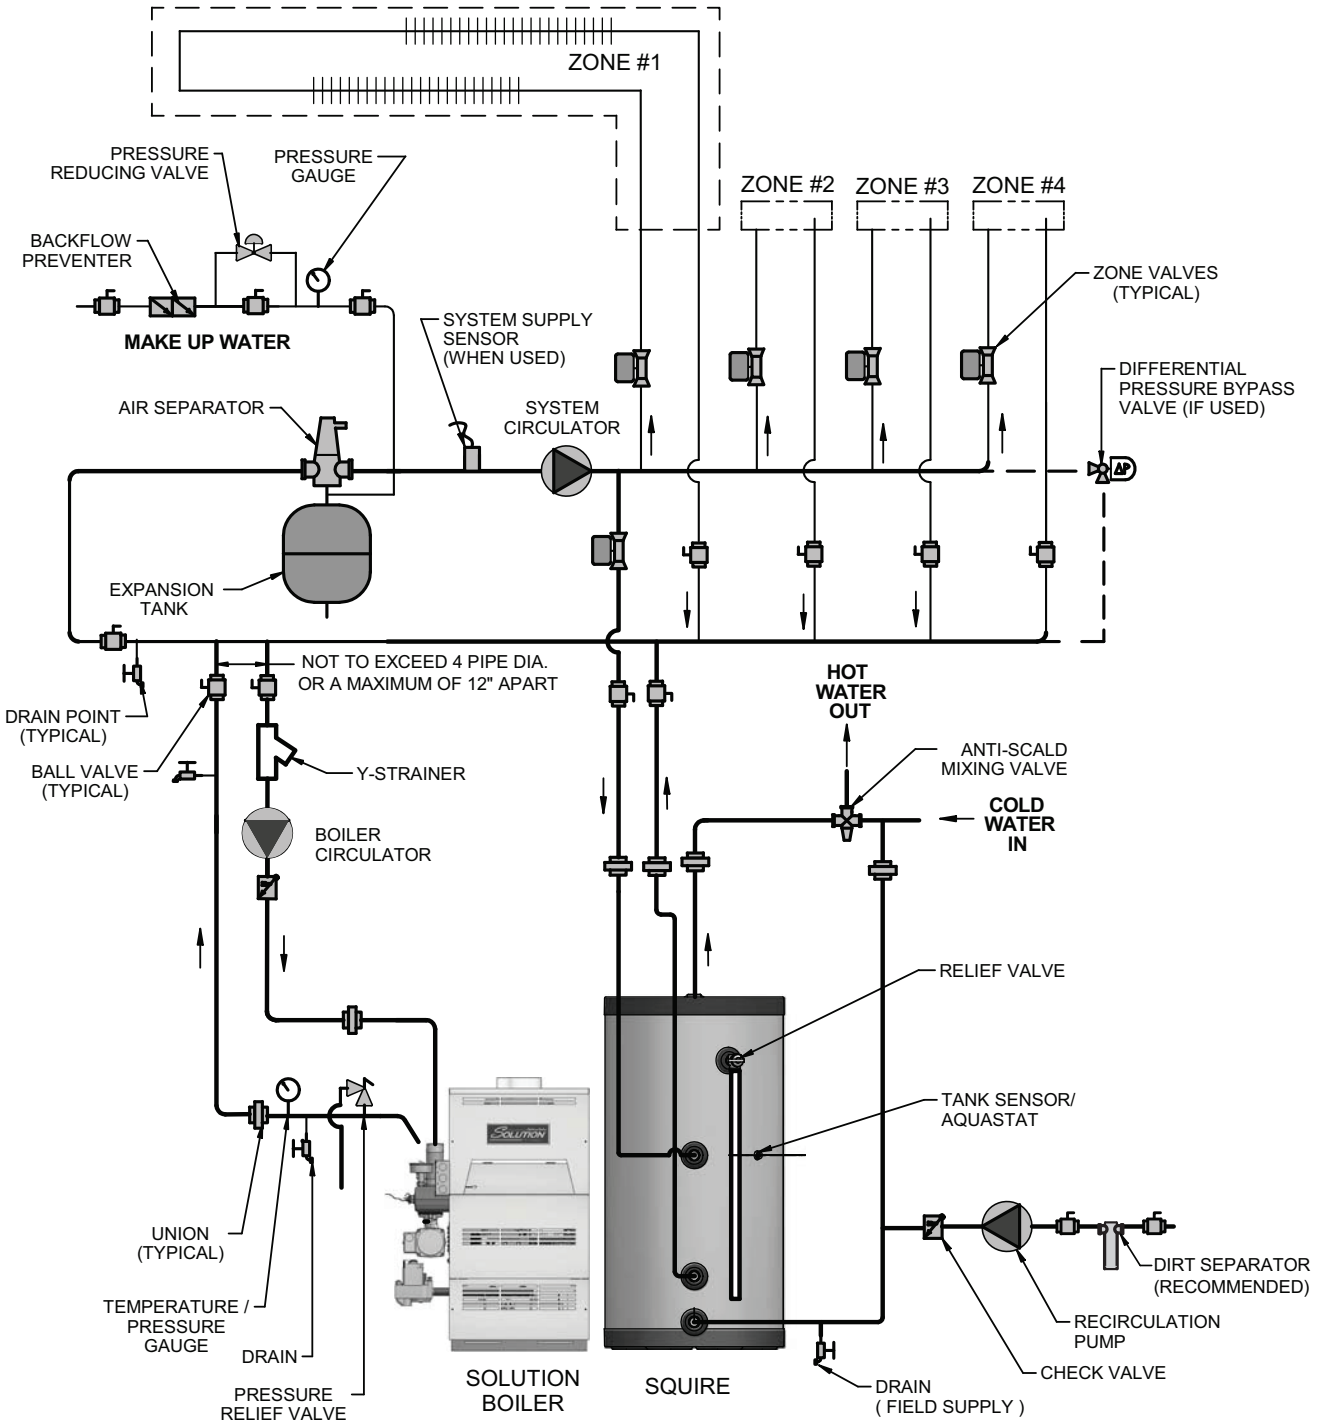 ZONE #1
PRESSURE
REDUCING VALVE
PRESSURE
GAUGE
ZONE #2
ZONE #3
ZONE #4
BACKFLOW
PREVENTER
MAKE UP WATER
ZONE VALVES
(TYPICAL)
SYSTEM SUPPLY
SENSOR
(WHEN USED)
DIFFERENTIAL
PRESSURE BYPASS
VALVE (IF USED)
AIR SEPARATOR
SYSTEM
CIRCULATOR
ΔP
EXPANSION
TANK
NOT TO EXCEED 4 PIPE DIA.
OR A MAXIMUM OF 12" APART
HOT
WATER
OUT
DRAIN POINT
(TYPICAL)
BALL VALVE
(TYPICAL)
Y-STRAINER
ANTI-SCALD
MIXING VALVE
COLD
WATER
IN
BOILER
CIRCULATOR
RELIEF VALVE
TANK SENSOR/
AQUASTAT
SOLUTION
UNION
(TYPICAL)
DIRT SEPARATOR
(RECOMMENDED)
TEMPERATURE /
PRESSURE
GAUGE
RECIRCULATION
PUMP
DRAIN
CHECK VALVE
PRESSURE
RELIEF VALVE
SOLUTION
BOILER
SQUIRE
DRAIN
( FIELD SUPPLY )